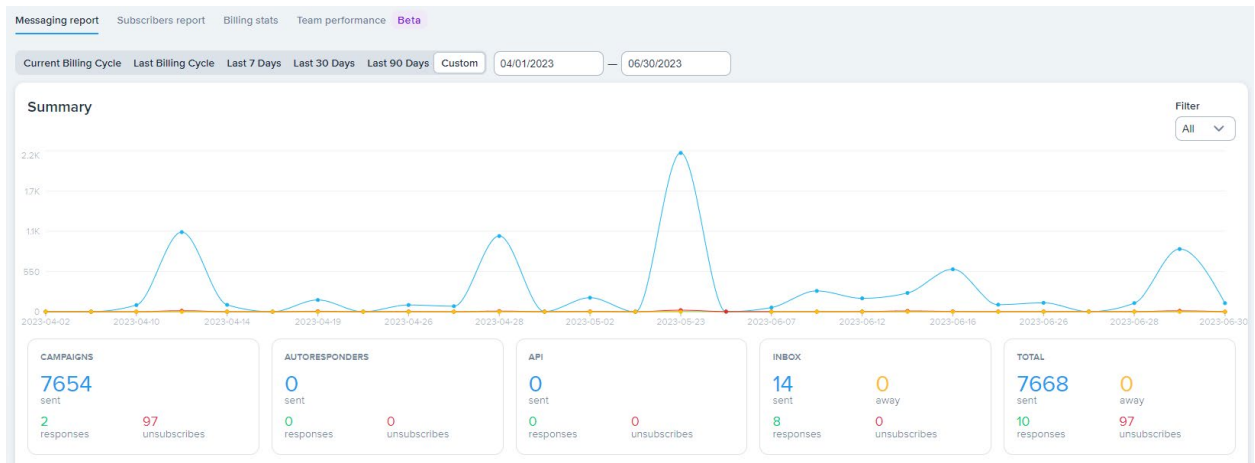 Messaging report Subscribers report Billing stats Team performance Beta
Current Billing Cycle Last Billing Cycle Last 7 Days Last 30 Days Last 90 Days Custom 04/01/2023 — 06/30/2023
Summary
Filter
All
2.2K
1.7K
1.1K
550
0
2023-04-02 2023-04-10 2023-04-14 2023-04-19 2023-04-26 2023-04-28 2023-05-02 2023-05-23 2023-06-07 2023-06-12 2023-06-16 2023-06-26 2023-06-28 2023-06-30
CAMPAIGNS
7654
sent
2 97
responses unsubscribes
AUTORESPONDERS
0
sent
0 0
responses unsubscribes
API
0
sent
0 0
responses unsubscribes
INBOX
14 0
sent away
8 0
responses unsubscribes
TOTAL
7668 0
sent away
10 97
responses unsubscribes